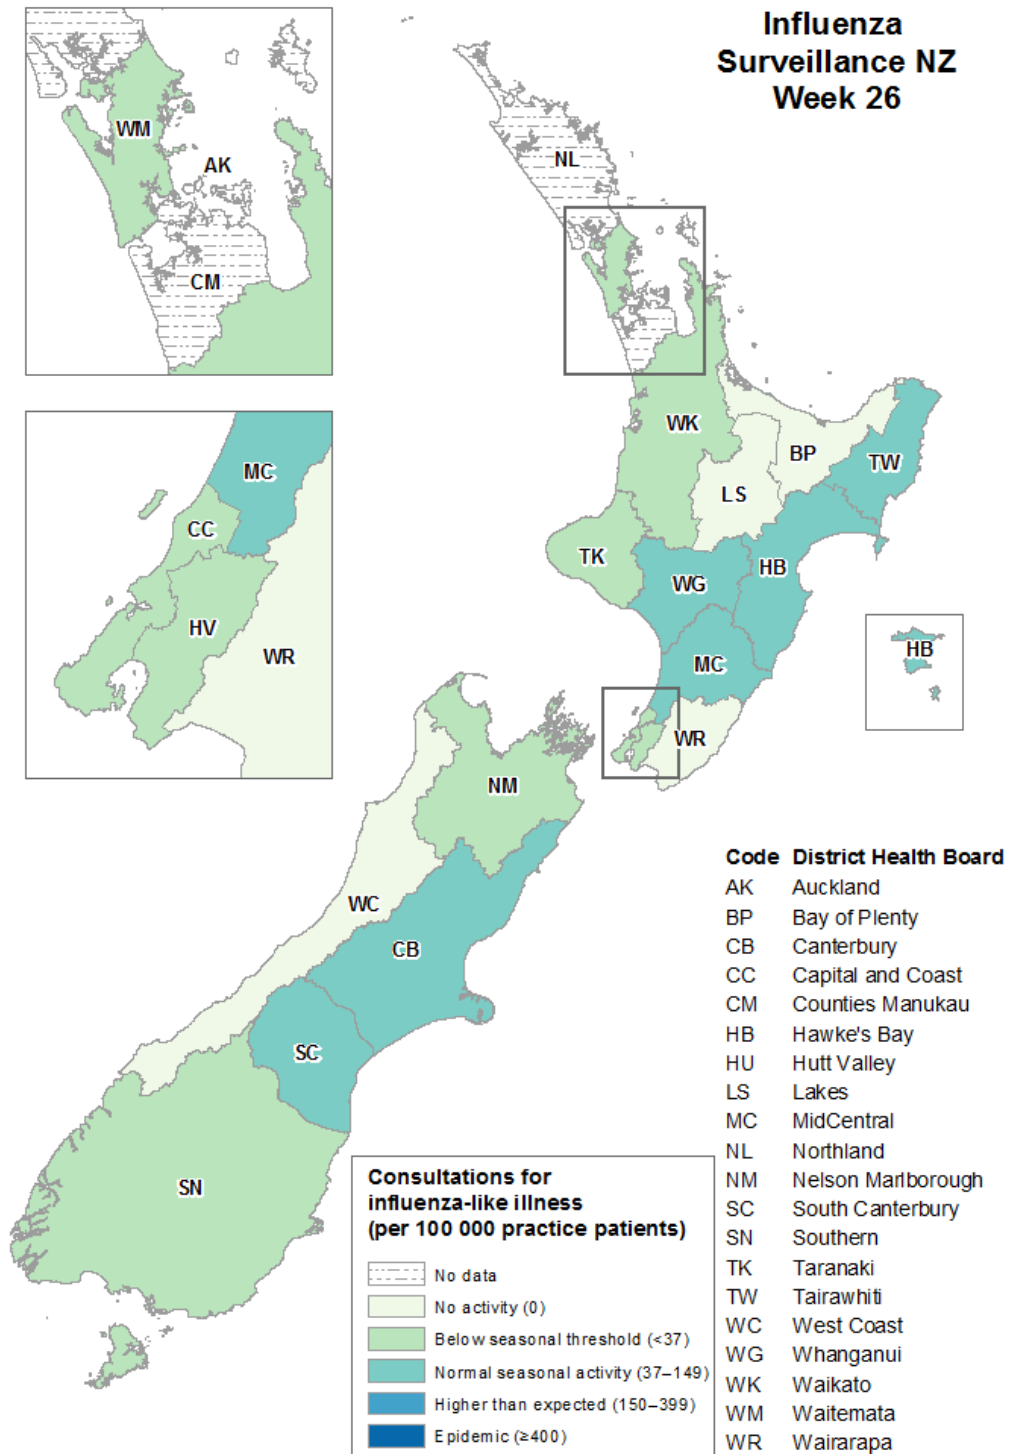 Influenza
Surveillance NZ
Week 26
WM
AK
CM
NL
WK
BP
TW
LS
TK
WG
HB
MC
WR
HB
MC
CC
HV
WR
NM
WC
CB
SC
SN
Code District Health Board
AK Auckland
BP Bay of Plenty
CB Canterbury
CC Capital and Coast
CM Counties Manukau
HB Hawke's Bay
HU Hutt Valley
LS Lakes
MC MidCentral
NL Northland
NM Nelson Marlborough
SC South Canterbury
SN Southern
TK Taranaki
TW Tairawhiti
WC West Coast
WG Whanganui
WK Waikato
WM Waitemata
WR Wairarapa
Consultations for
influenza-like illness
(per 100 000 practice patients)
No data
No activity (0)
Below seasonal threshold (<37)
Normal seasonal activity (37–149)
Higher than expected (150–399)
Epidemic (≥400)